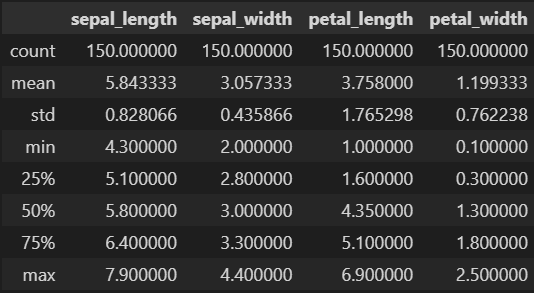 sepal_length sepal_width petal_length petal_width
count 150.000000 150.000000 150.000000 150.000000
mean 5.843333 3.057333 3.758000 1.199333
std 0.828066 0.435866 1.765298 0.762238
min 4.300000 2.000000 1.000000 0.100000
25% 5.100000 2.800000 1.600000 0.300000
50% 5.800000 3.000000 4.350000 1.300000
75% 6.400000 3.300000 5.100000 1.800000
max 7.900000 4.400000 6.900000 2.500000